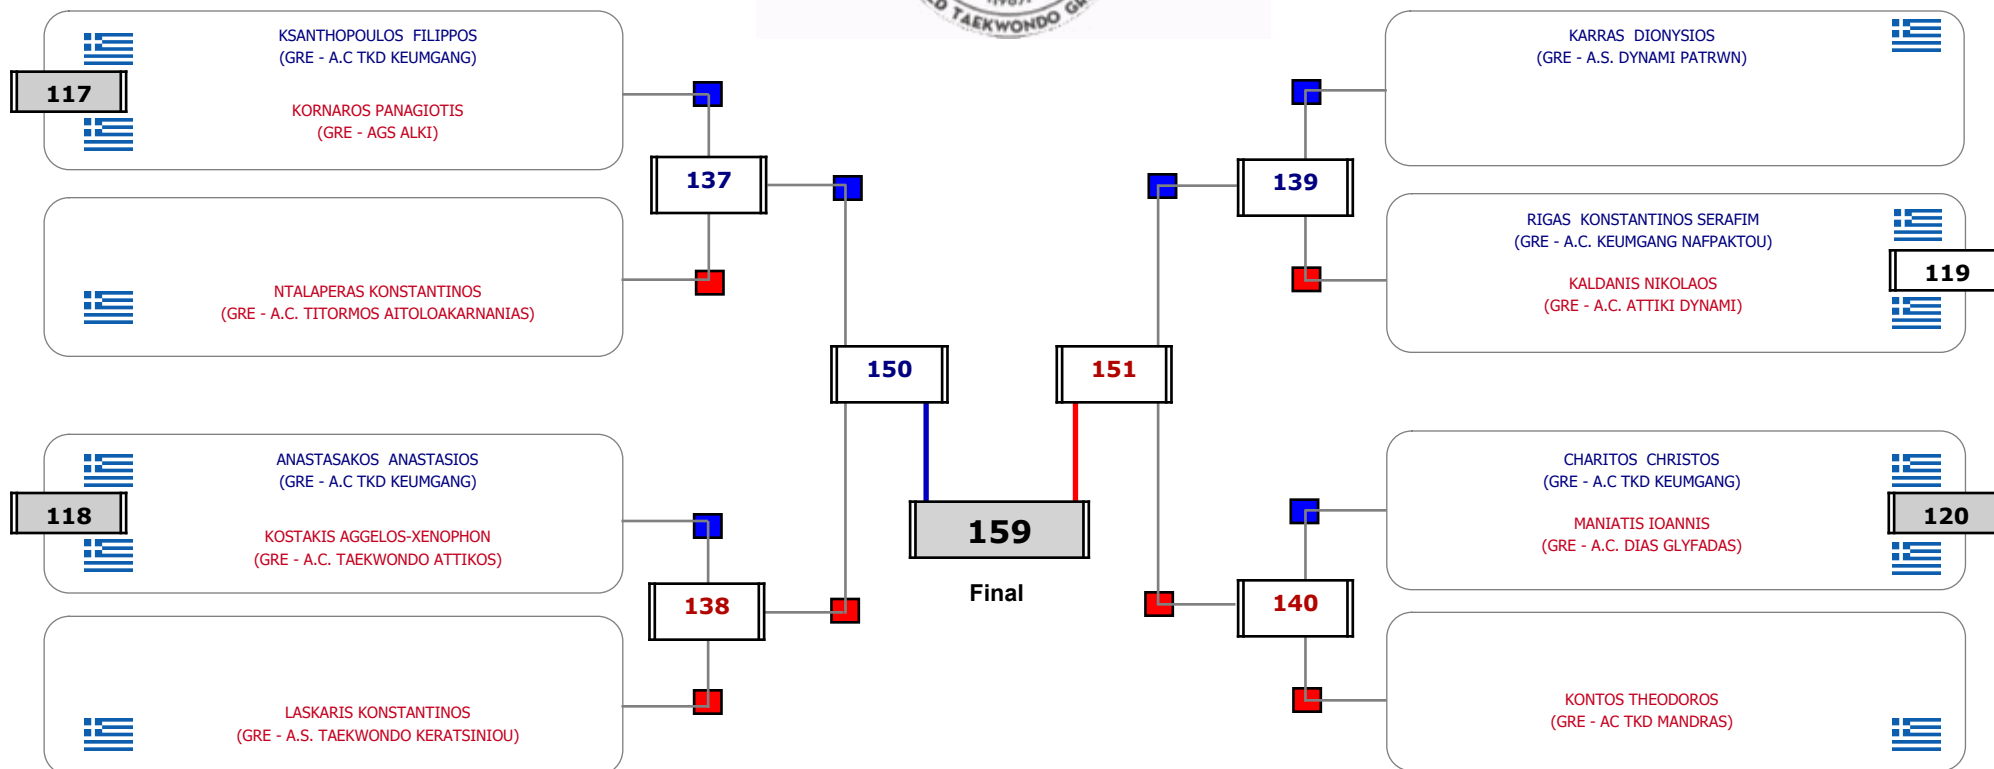 TAEKWONDO
KSANTHOPOULOS FILIPPOS
(GRE - A.C TKD KEUMGANG)
117
KORNAROS PANAGIOTIS
(GRE - AGS ALKI)
137
NTALAPERAS KONSTANTINOS
(GRE - A.C. TITORMOS AITOLOAKARNANIAS)
150
ANASTASAKOS ANASTASIOS
(GRE - A.C TKD KEUMGANG)
118
KOSTAKIS AGGELOS-XENOPHON
(GRE - A.C. TAEKWONDO ATTIKOS)
138
LASKARIS KONSTANTINOS
(GRE - A.S. TAEKWONDO KERATSINIOU)
159
Final
KARRAS DIONYSIOS
(GRE - A.S. DYNAMI PATRWN)
139
RIGAS KONSTANTINOS SERAFIM
(GRE - A.C. KEUMGANG NAFPAKTOU)
119
KALDANIS NIKOLAOS
(GRE - A.C. ATTIKI DYNAMI)
151
CHARITOS CHRISTOS
(GRE - A.C TKD KEUMGANG)
120
MANIATIS IOANNIS
(GRE - A.C. DIAS GLYFADAS)
140
KONTOS THEODOROS
(GRE - AC TKD MANDRAS)